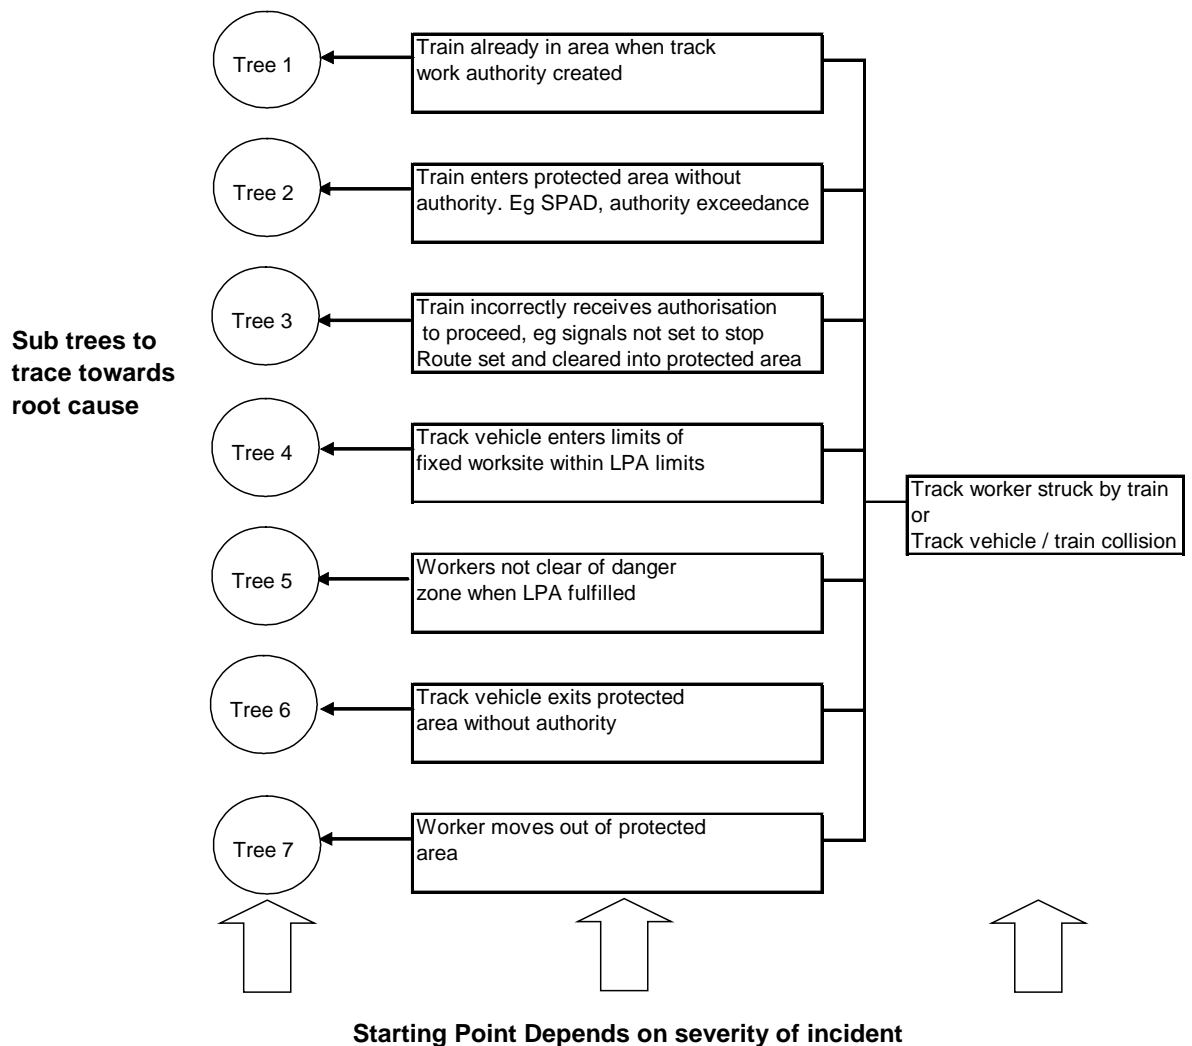 Tree 1
Train already in area when track
work authority created
Tree 2
Train enters protected area without
authority. Eg SPAD, authority exceedance
Tree 3
Train incorrectly receives authorisation
to proceed, eg signals not set to stop
Route set and cleared into protected area
Sub trees to
trace towards
root cause
Tree 4
Track vehicle enters limits of
fixed worksite within LPA limits
Track worker struck by train
or
Track vehicle / train collision
Tree 5
Workers not clear of danger
zone when LPA fulfilled
Tree 6
Track vehicle exits protected
area without authority
Tree 7
Worker moves out of protected
area
Starting Point Depends on severity of incident